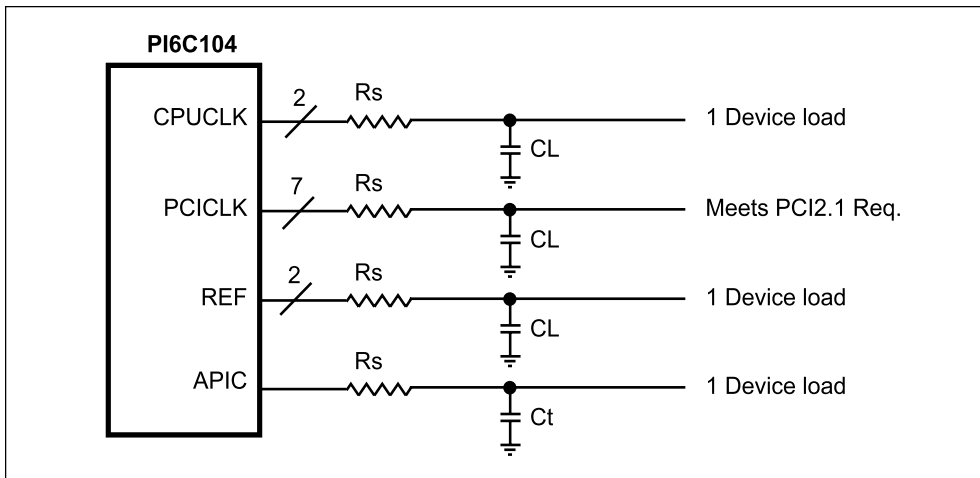 PI6C104
CPUCLK 2 Rs 1 Device load
CL
PCICLK 7 Rs Meets PCI2.1 Req.
CL
REF 2 Rs 1 Device load
CL
APIC Rs 1 Device load
Ct